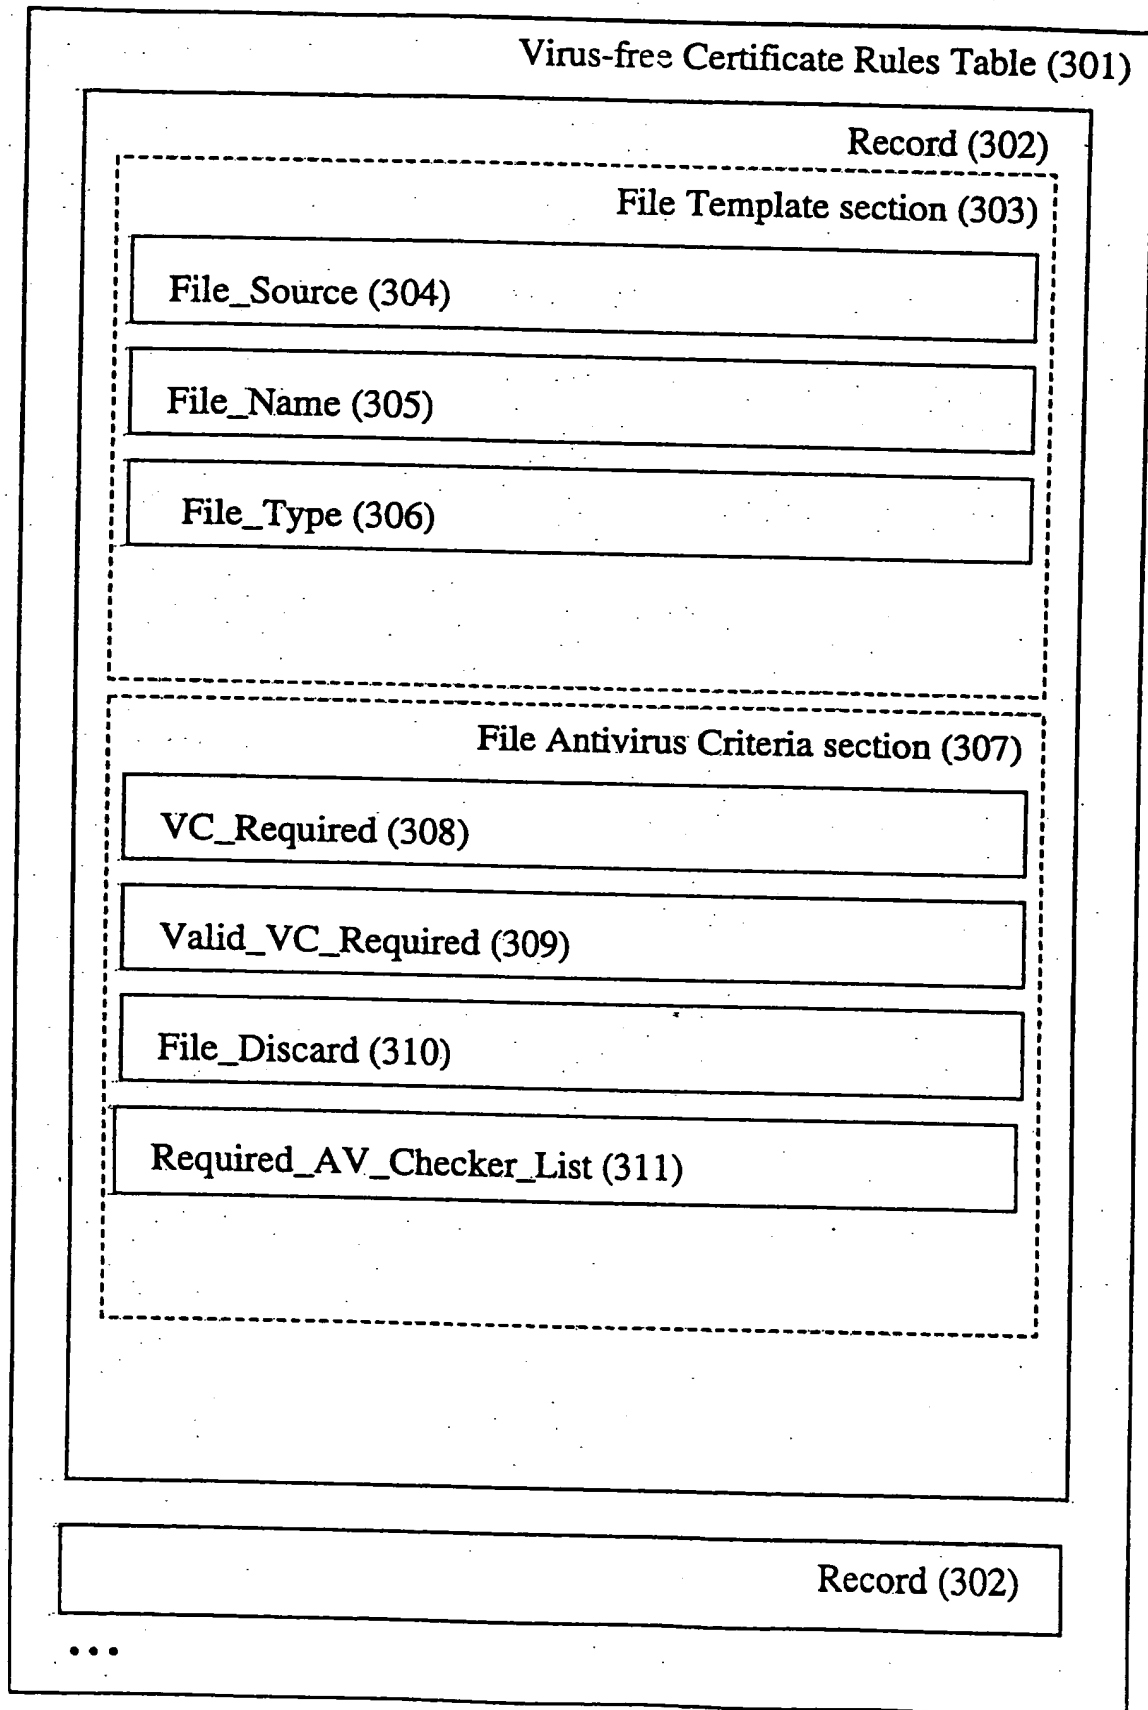 Virus-free Certificate Rules Table (301)
Record (302)
File Template section (303)
File_Source (304)
File_Name (305)
File_Type (306)
File Antivirus Criteria section (307)
VC_Required (308)
Valid_VC_Required (309)
File_Discard (310)
Required_AV_Checker_List (311)
Record (302)
...